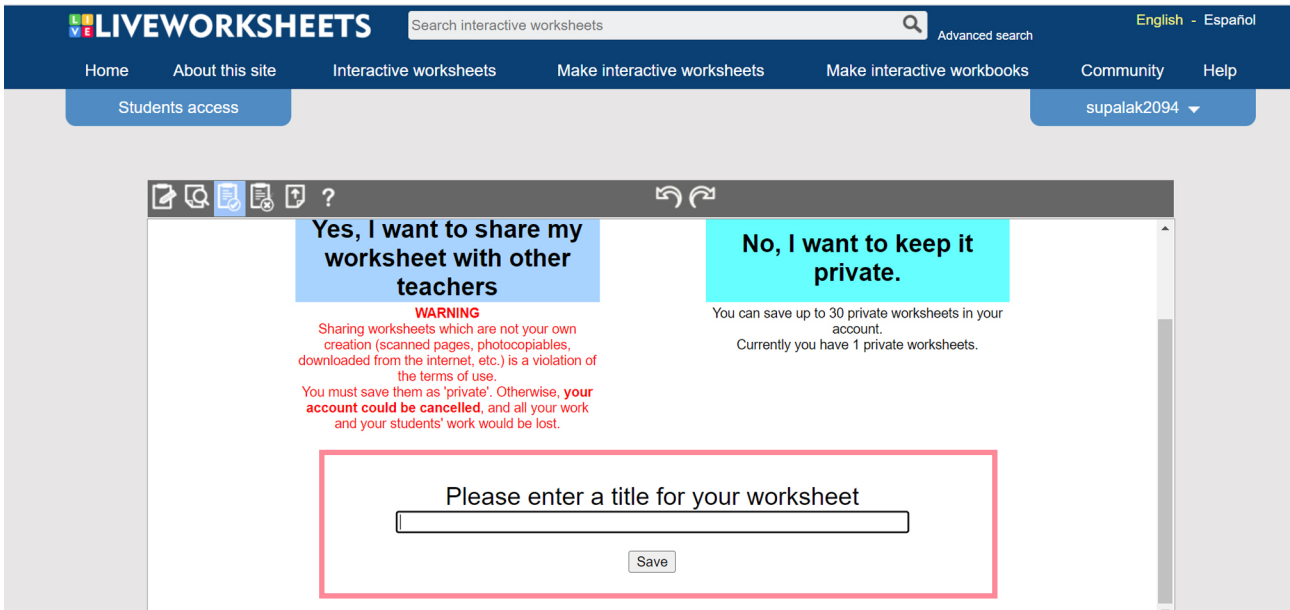 LIVEWORKSHEETS
Search interactive worksheets
Advanced search
English - Español
Home About this site Interactive worksheets Make interactive worksheets Make interactive workbooks Community Help
Students access
supalak2094
?
Yes, I want to share my
worksheet with other
teachers
WARNING
Sharing worksheets which are not your own
creation (scanned pages, photocopiables,
downloaded from the internet, etc.) is a violation of
the terms of use.
You must save them as 'private'. Otherwise, your
account could be cancelled, and all your work
and your students' work would be lost.
No, I want to keep it
private.
You can save up to 30 private worksheets in your
account.
Currently you have 1 private worksheets.
Please enter a title for your worksheet
Save